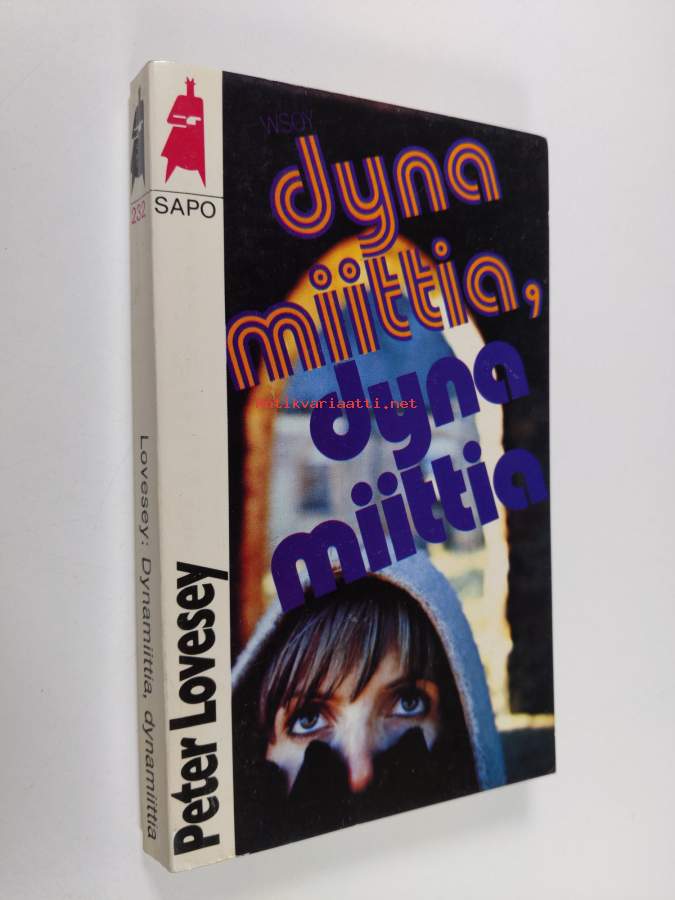 WSOY
dyna
miittia,
dyna
miittia
SAPO
232
Peter Lovesey
Lovesey: Dynamiittia, dynamiittia
antikvariaatti.net